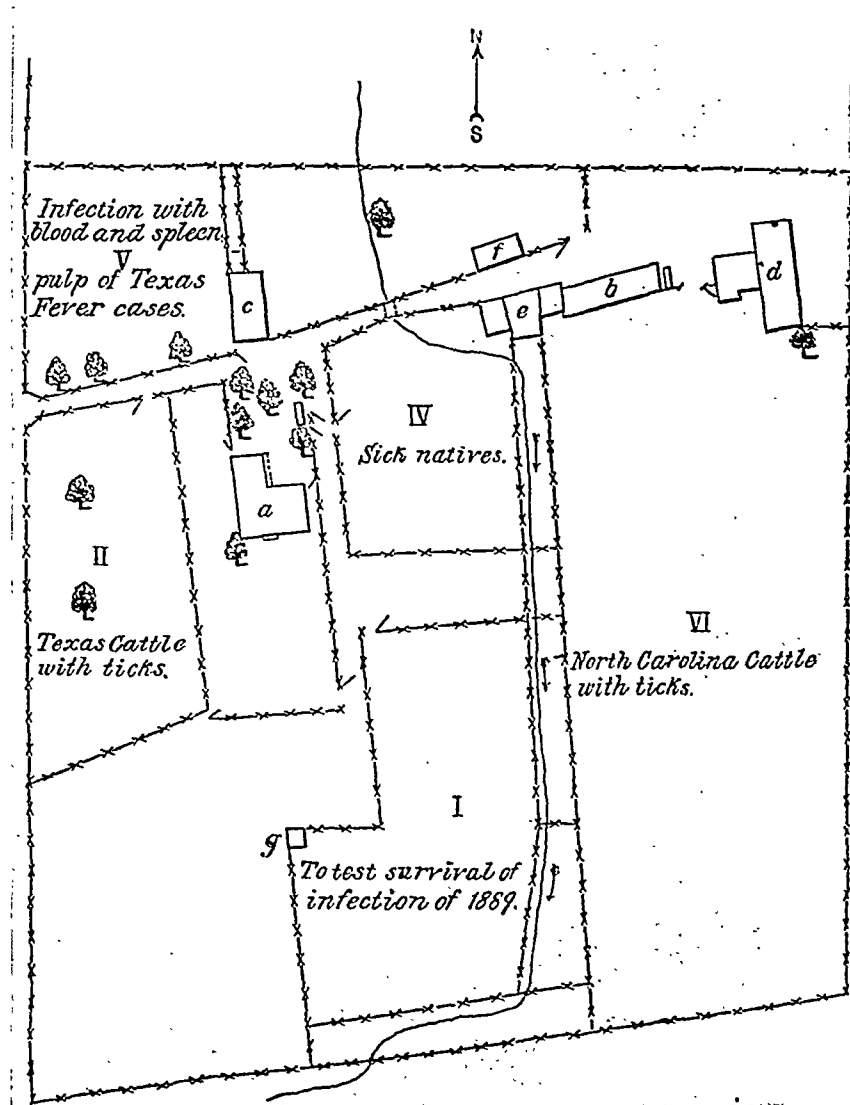 N
S
Infection with
blood and spleen
V
pulp of Texas
Fever cases.
c
f
e
b
d
IV
Sick natives.
a
II
Texas Cattle
with ticks.
VI
North Carolina Cattle
with ticks.
I
g
To test survival of
infection of 1889.